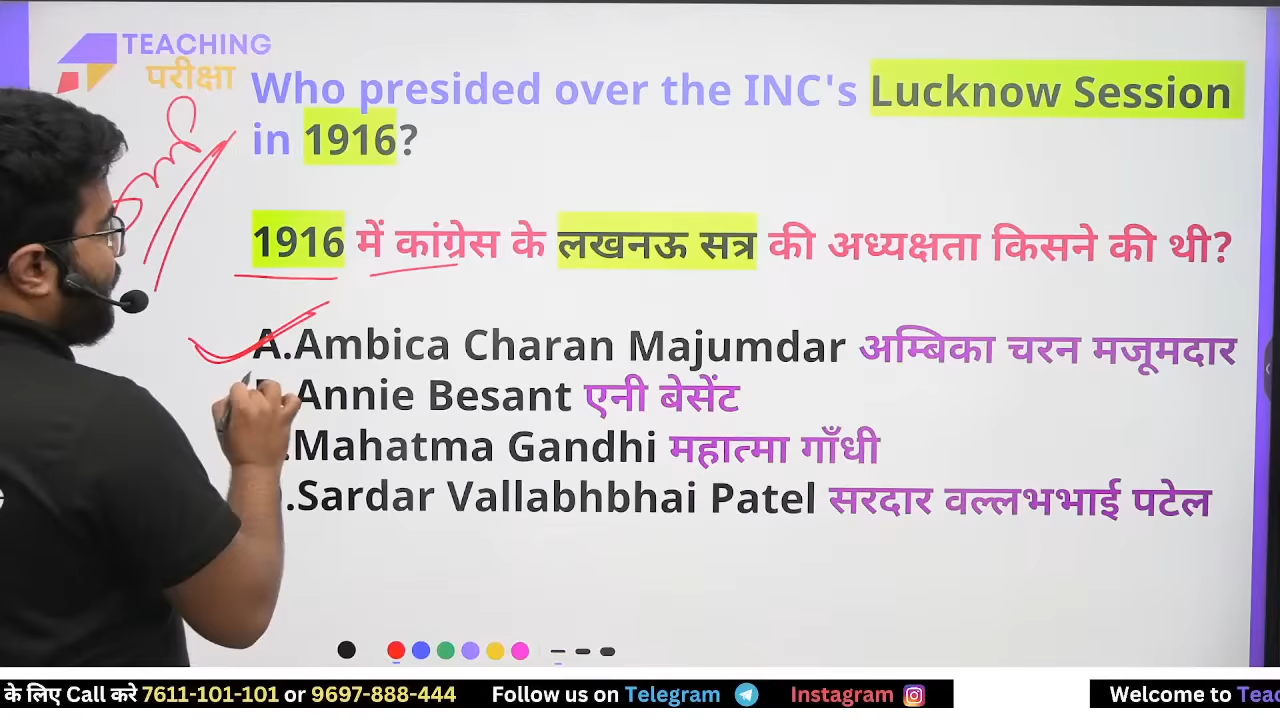 TEACHING
परीक्षा
Who presided over the INC's Lucknow Session
in 1916?
1916 में कांग्रेस के लखनऊ सत्र की अध्यक्षता किसने की थी?
A.Ambica Charan Majumdar अम्बिका चरन मजूमदार
.Annie Besant एनी बेसेंट
.Mahatma Gandhi महात्मा गाँधी
.Sardar Vallabhbhai Patel सरदार वल्लभभाई पटेल
के लिए Call करे 7611-101-101 or 9697-888-444 Follow us on Telegram Instagram Welcome to Teac